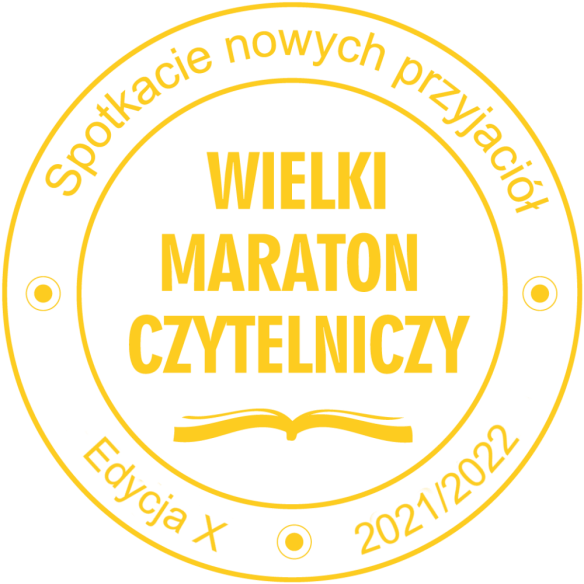 Spotkacie nowych przyjaciół
WIELKI
MARATON
CZYTELNICZY
Edycja X
2021/2022